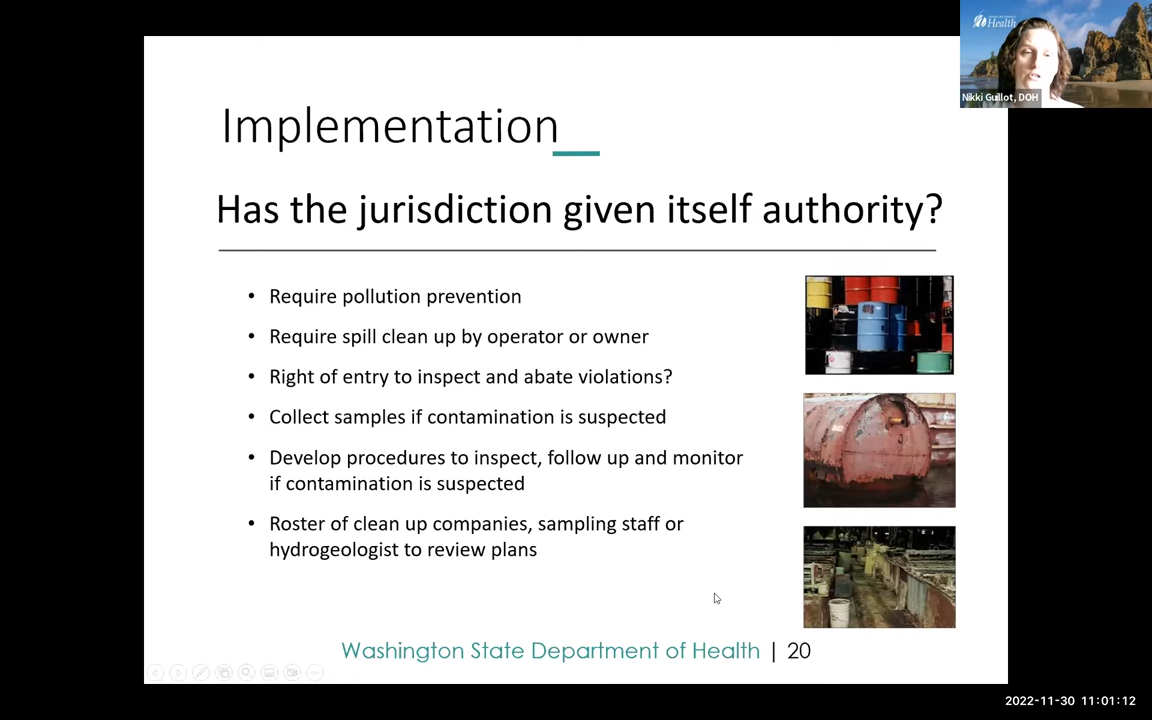 Health
Nikki Guillot, DOH
Implementation
Has the jurisdiction given itself authority?
• Require pollution prevention
• Require spill clean up by operator or owner
• Right of entry to inspect and abate violations?
• Collect samples if contamination is suspected
• Develop procedures to inspect, follow up and monitor
if contamination is suspected
• Roster of clean up companies, sampling staff or
hydrogeologist to review plans
Washington State Department of Health | 20
2022-11-30 11:01:12